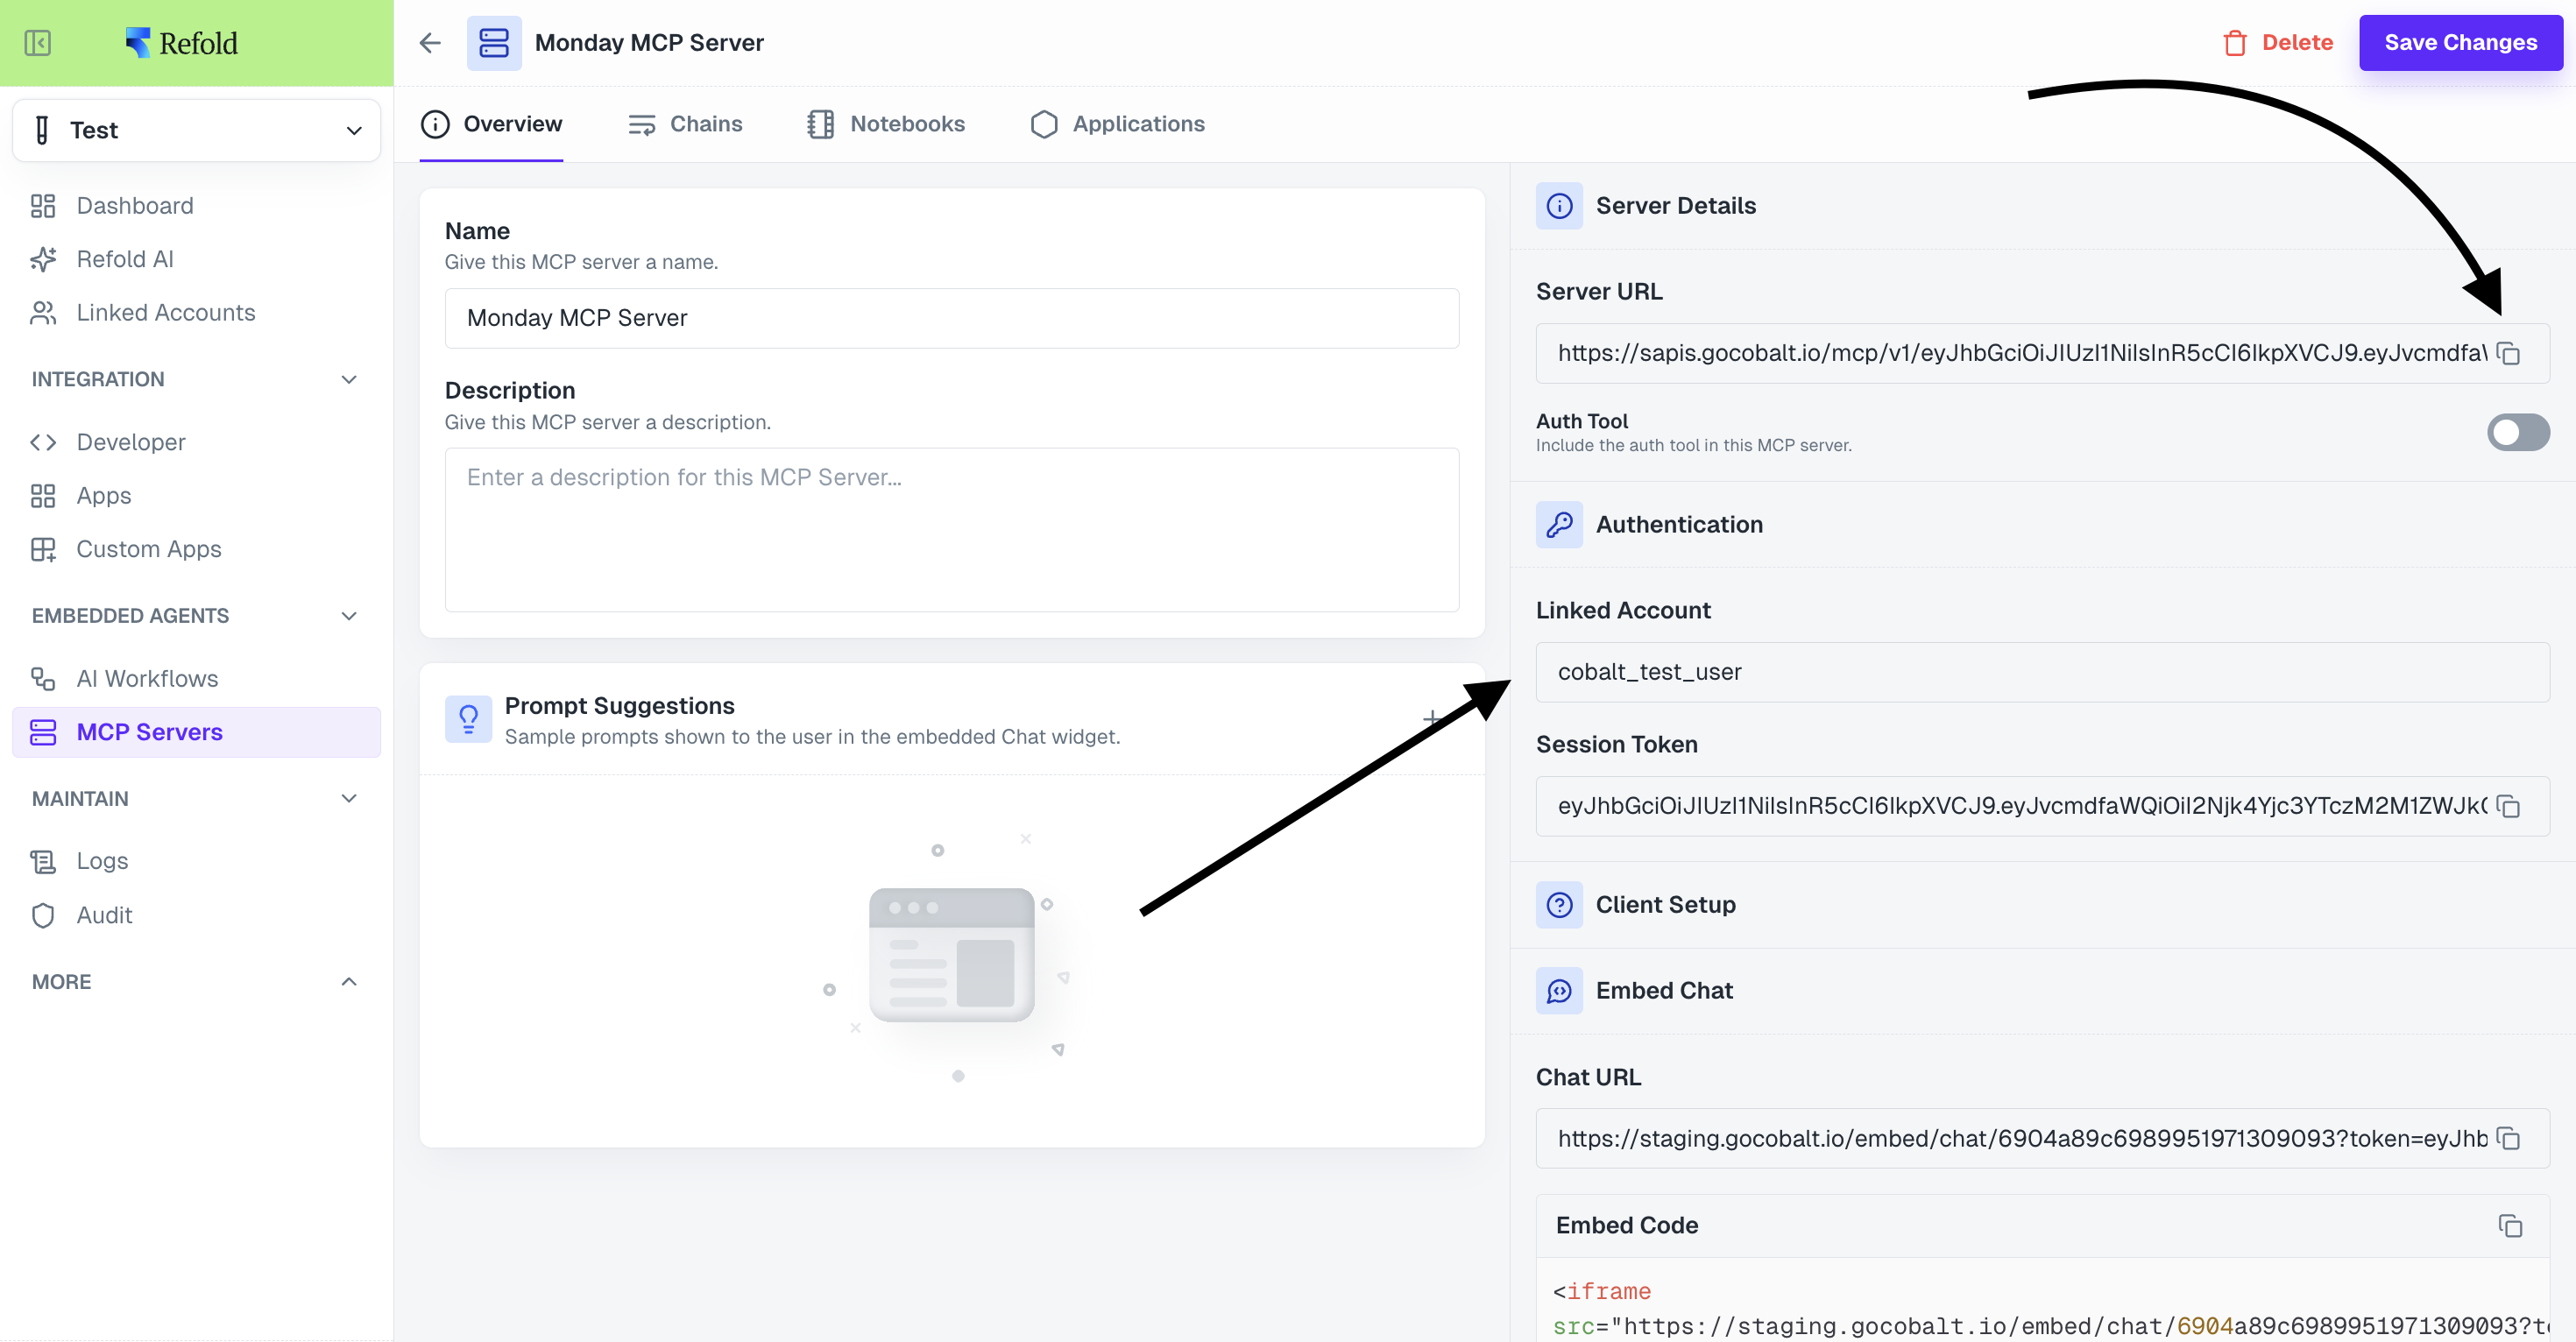 Refold
Monday MCP Server
Delete
Save Changes
Test
Overview
Chains
Notebooks
Applications
Dashboard
Refold AI
Linked Accounts
INTEGRATION
Developer
Apps
Custom Apps
EMBEDDED AGENTS
AI Workflows
MCP Servers
MAINTAIN
Logs
Audit
MORE
Name
Give this MCP server a name.
Monday MCP Server
Description
Give this MCP server a description.
Enter a description for this MCP Server...
Prompt Suggestions
Sample prompts shown to the user in the embedded Chat widget.
Server Details
Server URL
https://sapis.gocobalt.io/mcp/v1/eyJhbGciOiJIUzI1NiIsInR5cCI6IkpXVCJ9.eyJvcmdfaW
Auth Tool
Include the auth tool in this MCP server.
Authentication
Linked Account
cobalt_test_user
Session Token
eyJhbGciOiJIUzI1NiIsInR5cCI6IkpXVCJ9.eyJvcmdfaWQiOiI2Njk4Yjc3YTczM2M1ZWJk
Client Setup
Embed Chat
Chat URL
https://staging.gocobalt.io/embed/chat/6904a89c6989951971309093?token=eyJhb
Embed Code
<iframe
src="https://staging.gocobalt.io/embed/chat/6904a89c6989951971309093?t